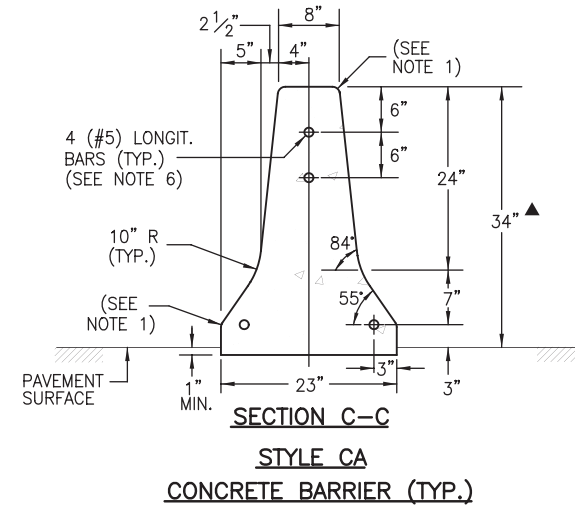 8"
2 1/2"
5"
4"
(SEE
NOTE 1)
6"
4 (#5) LONGIT.
BARS (TYP.)
(SEE NOTE 6)
6"
24"
34" ▲
10" R
(TYP.)
84°
(SEE
NOTE 1)
55°
7"
PAVEMENT
SURFACE
1"
MIN.
23"
3"
3"
SECTION C-C
STYLE CA
CONCRETE BARRIER (TYP.)